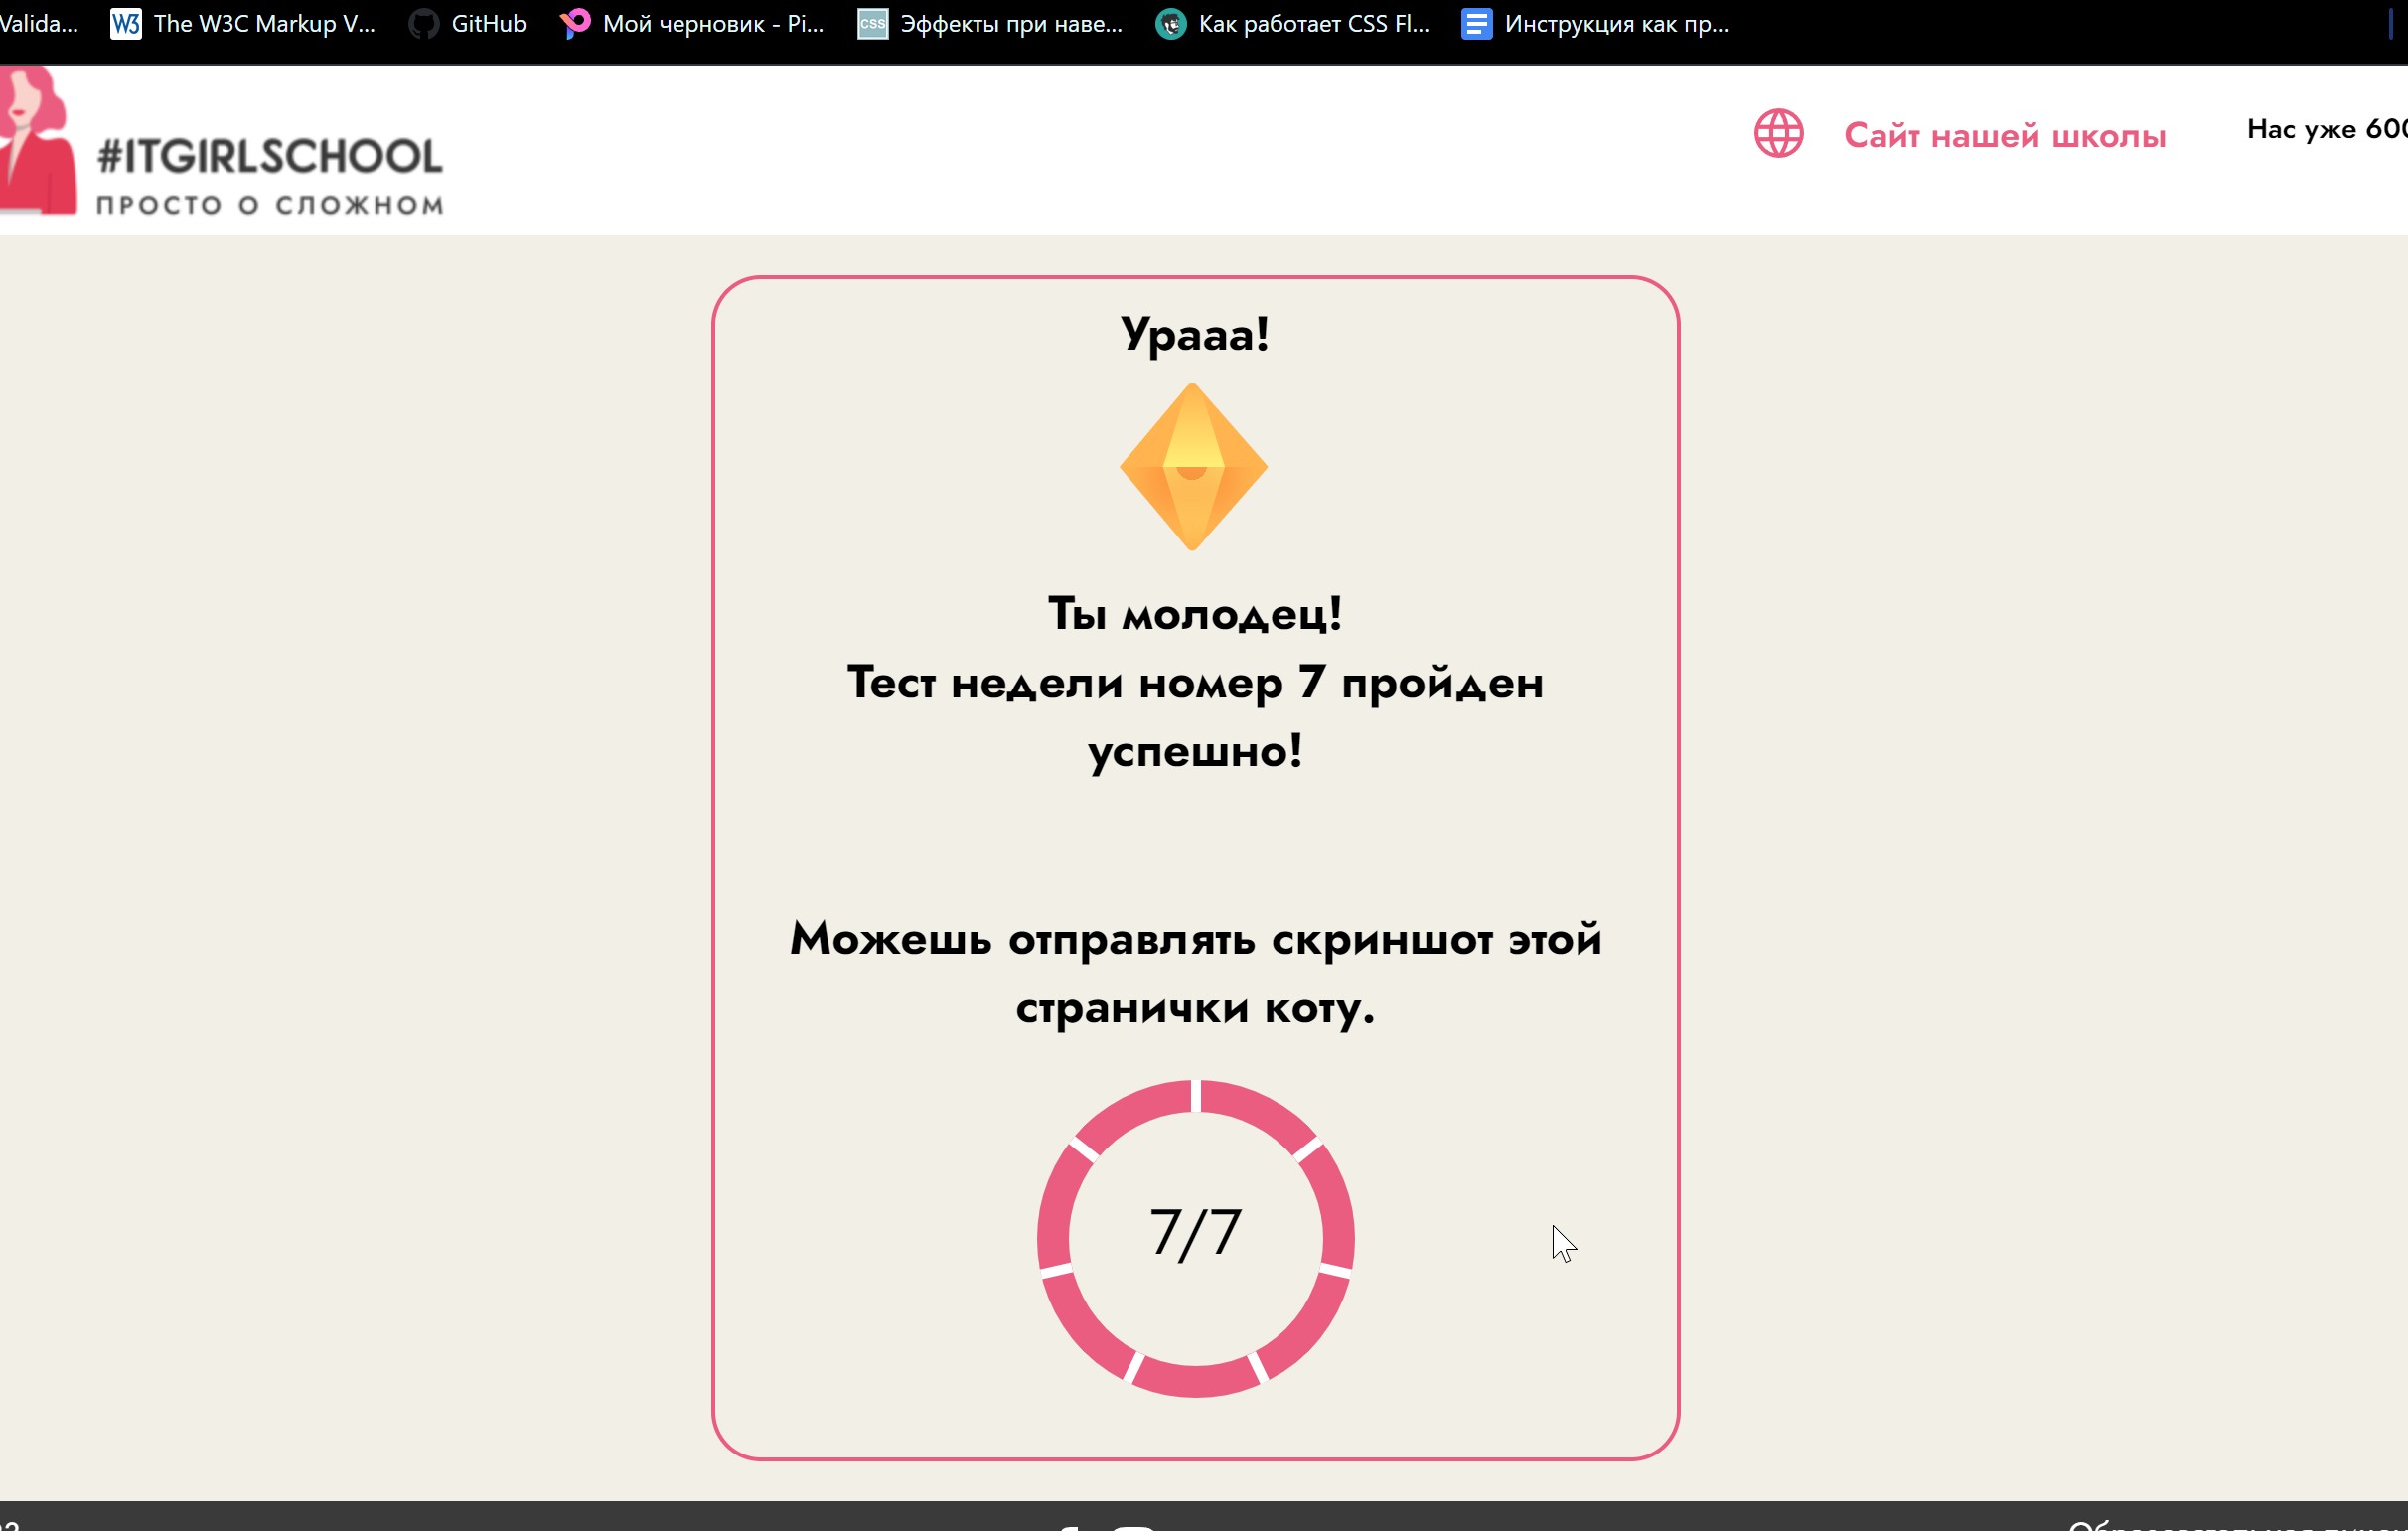 Valida...
The W3C Markup V...
GitHub
Мой черновик - Pi...
CSS
Эффекты при наве...
Как работает CSS Fl...
Инструкция как пр...
#ITGIRLSCHOOL
ПРОСТО О СЛОЖНОМ
Сайт нашей школы
Нас уже 600
Урааа!
Ты молодец!
Тест недели номер 7 пройден
успешно!
Можешь отправлять скриншот этой
странички коту.
7/7